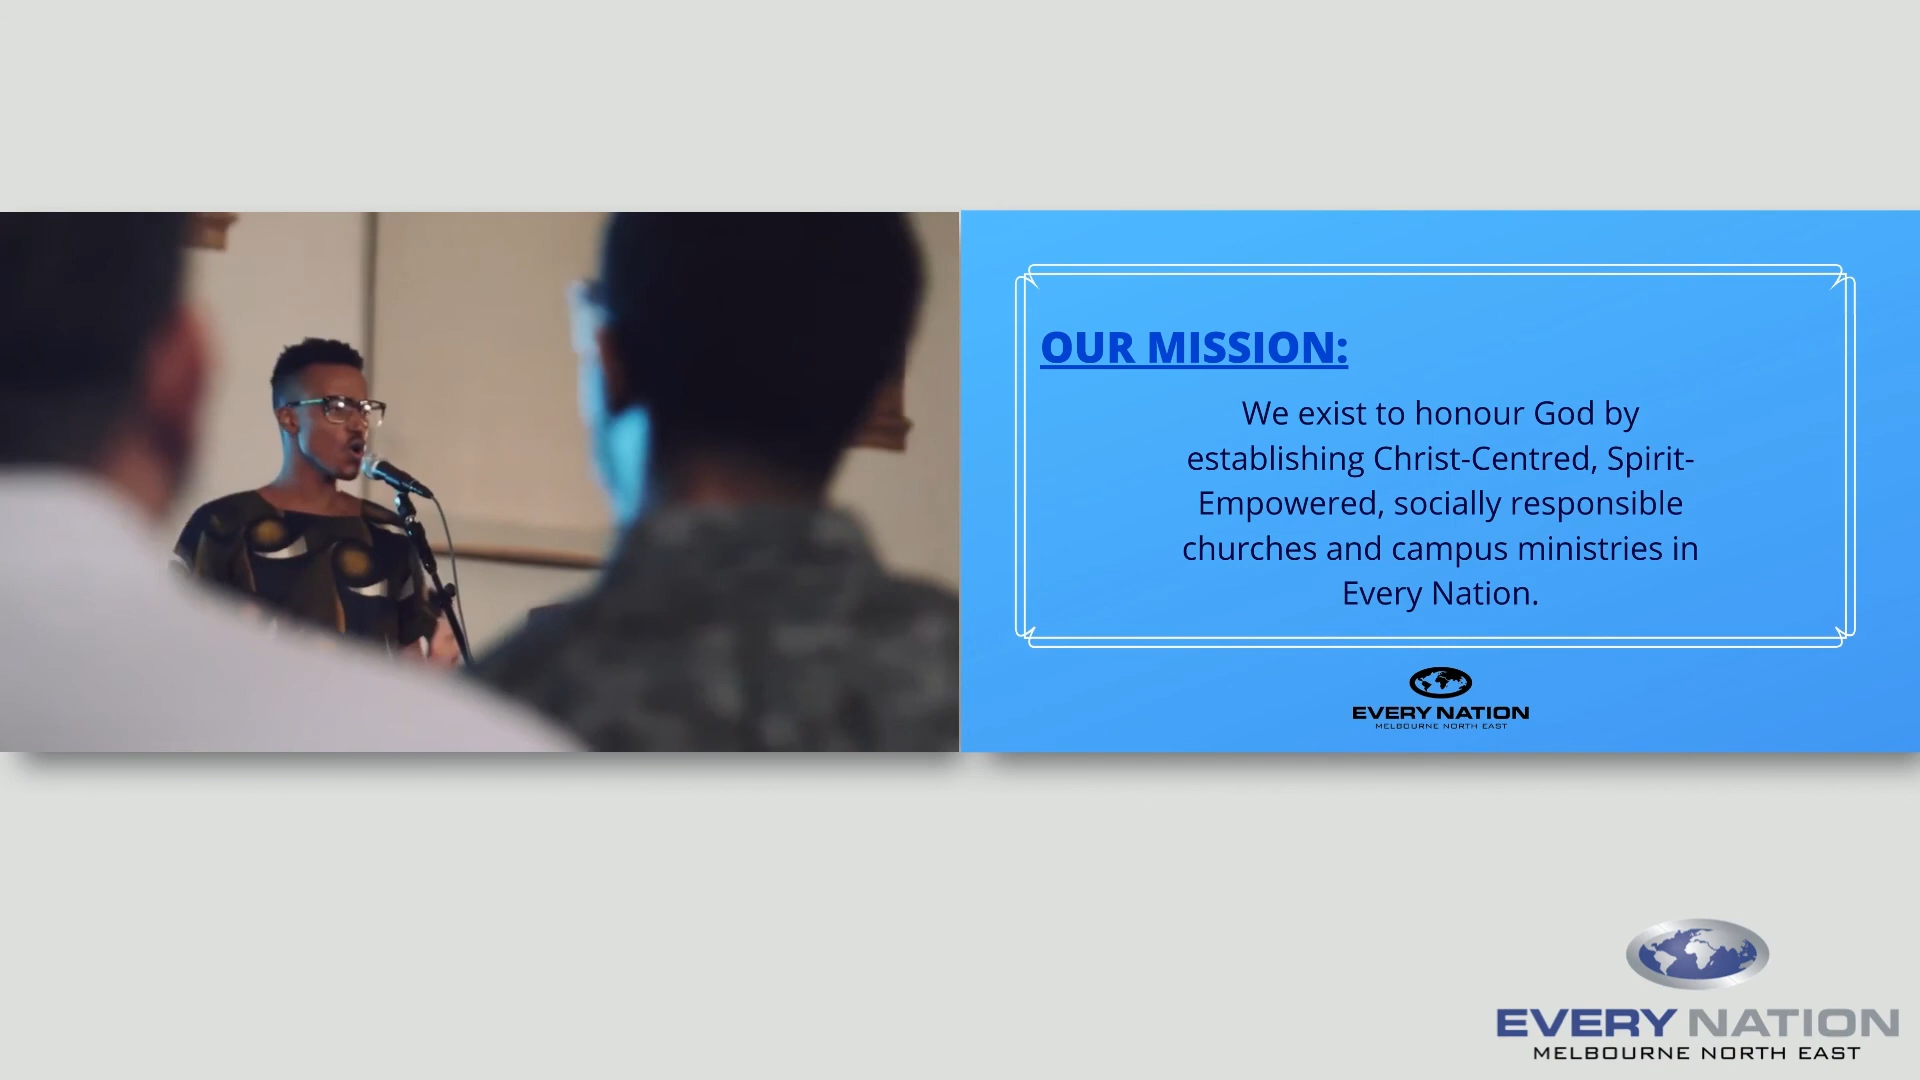 OUR MISSION:
We exist to honour God by
establishing Christ-Centred, Spirit-
Empowered, socially responsible
churches and campus ministries in
Every Nation.
EVERY NATION
MELBOURNE NORTH EAST
EVERY NATION
MELBOURNE NORTH EAST